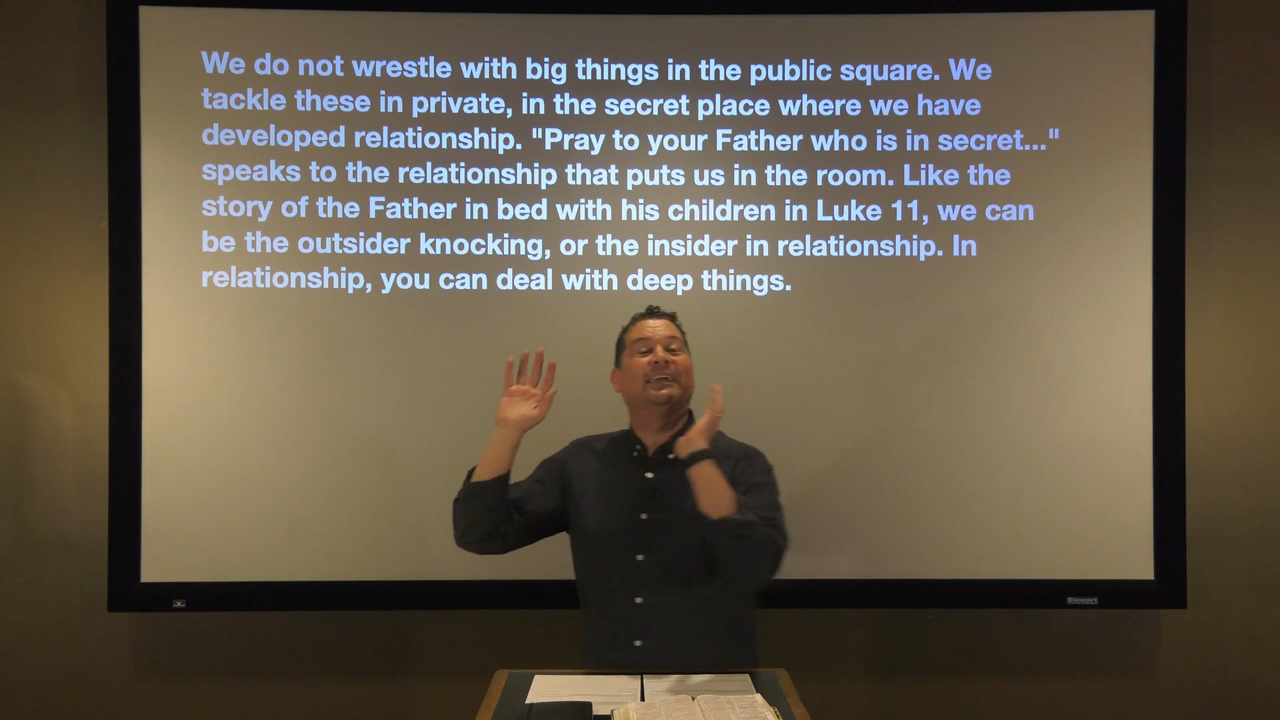 We do not wrestle with big things in the public square. We
tackle these in private, in the secret place where we have
developed relationship. "Pray to your Father who is in secret..."
speaks to the relationship that puts us in the room. Like the
story of the Father in bed with his children in Luke 11, we can
be the outsider knocking, or the insider in relationship. In
relationship, you can deal with deep things.
Stewart